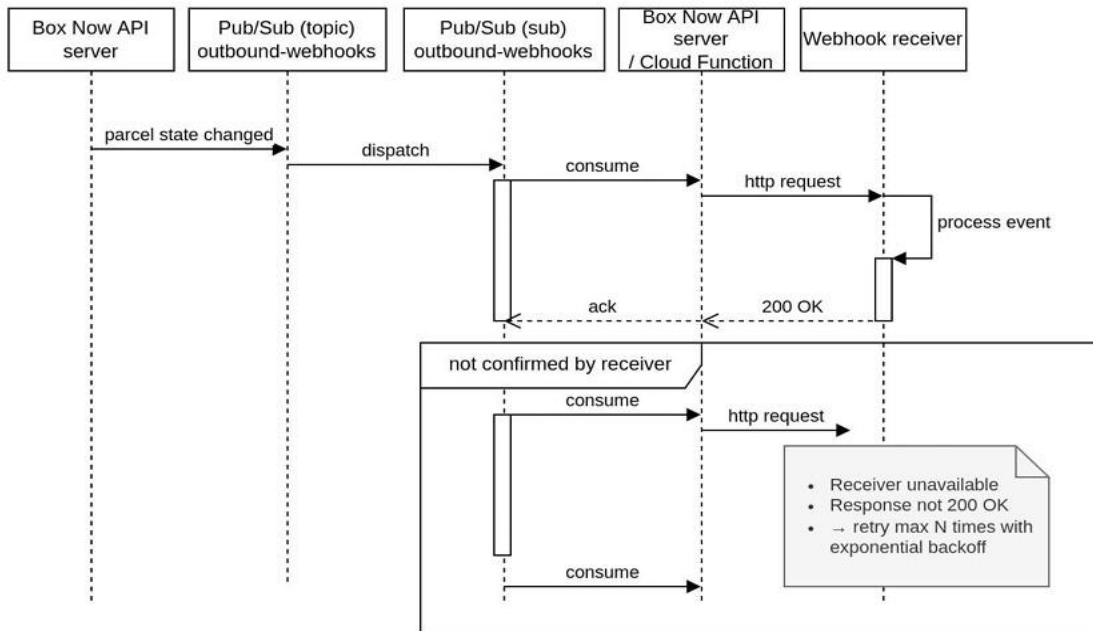 Box Now API
server
Pub/Sub (topic)
outbound-webhooks
Pub/Sub (sub)
outbound-webhooks
Box Now API
server
/ Cloud Function
Webhook receiver
parcel state changed
dispatch
consume
http request
process event
ack
200 OK
not confirmed by receiver
consume
http request
• Receiver unavailable
• Response not 200 OK
• → retry max N times with
exponential backoff
consume